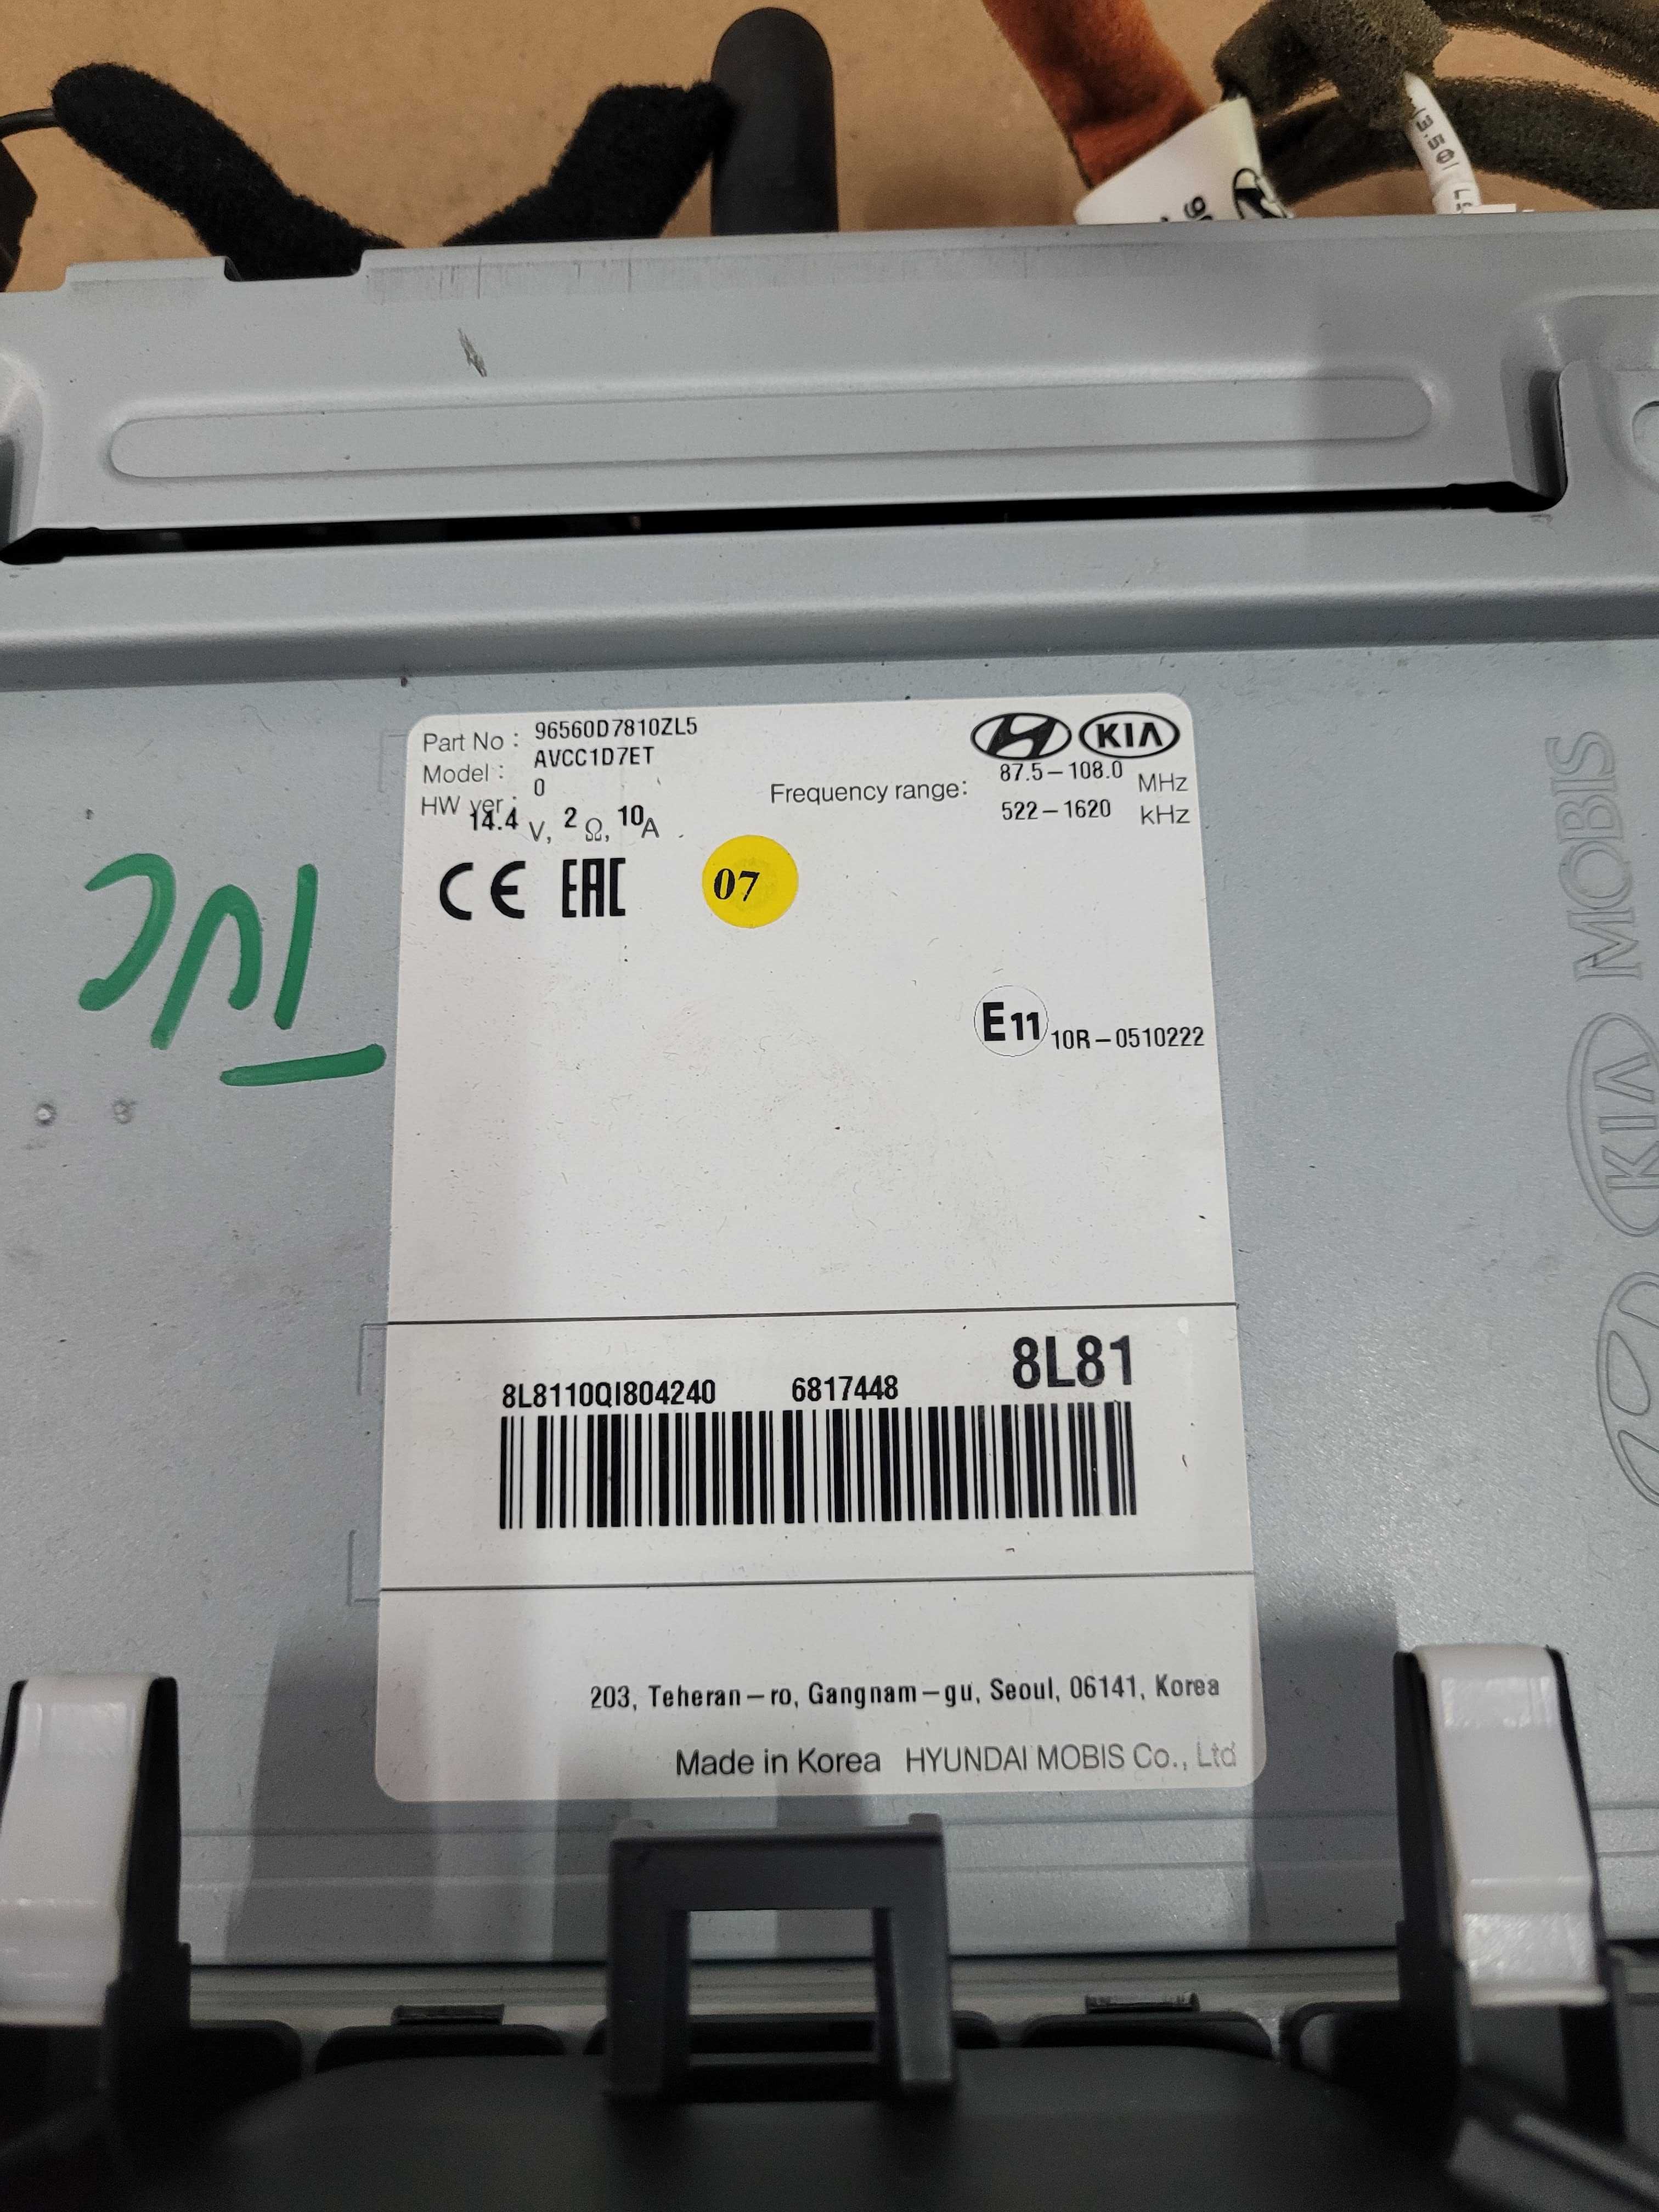 E.5Q
Part No : 96560D7810ZL5
Model : AVCC1D7ET
HW ver : 0
14.4 V, 2 Ω, 10A
KIA
Frequency range: 87.5–108.0 MHz
522–1620 kHz
CE EAC
07
E11 10R–0510222
8L8110QI804240 6817448 8L81
203, Teheran–ro, Gangnam–gu, Seoul, 06141, Korea
Made in Korea HYUNDAI MOBIS Co., Ltd
KIA MOBIS